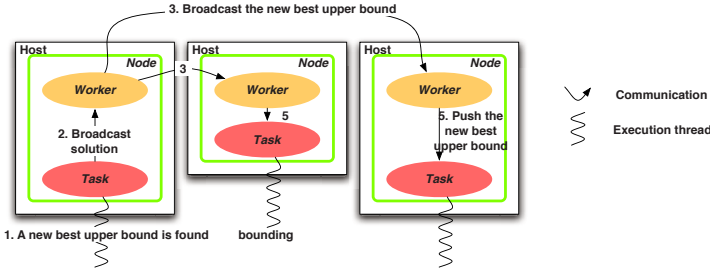 3. Broadcast the new best upper bound
Host
Node
Worker
2. Broadcast
solution
Task
1. A new best upper bound is found
3
Host
Node
Worker
5
Task
bounding
Host
Node
Worker
5. Push the
new best
upper bound
Task
Communication
Execution thread